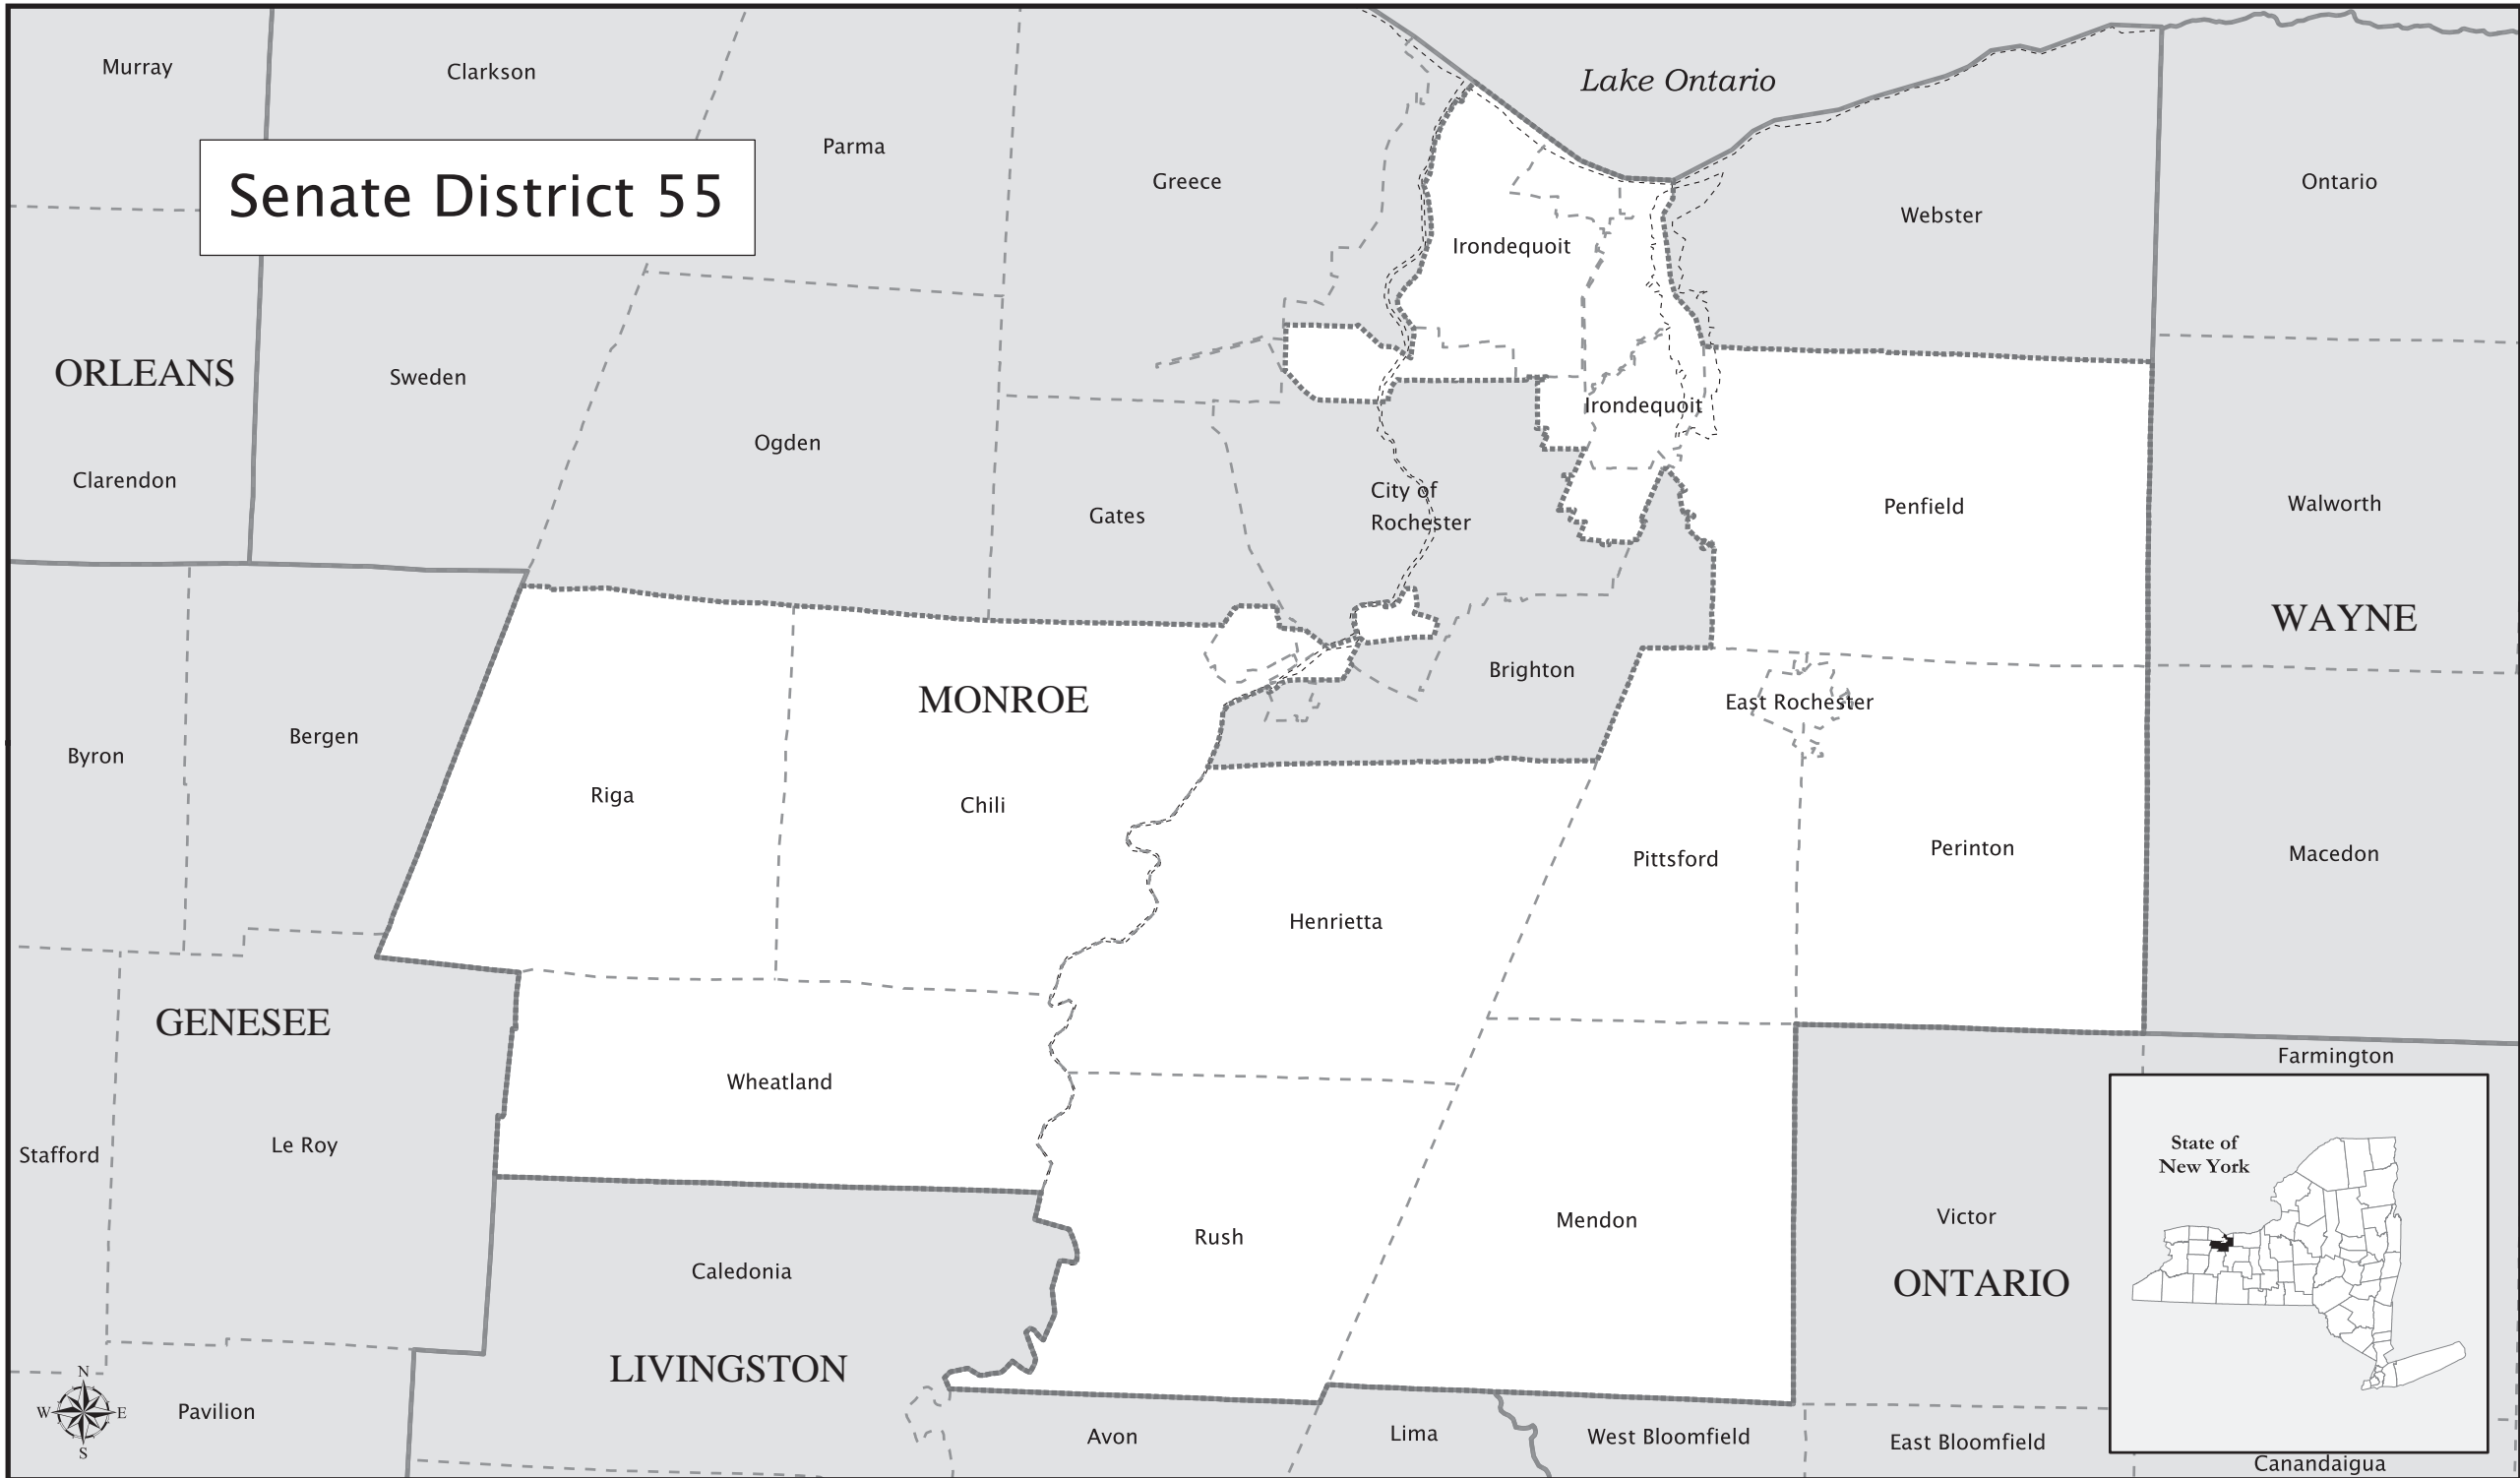 Murray
Clarkson
Lake Ontario
Parma
Greece
Ontario
Senate District 55
Webster
Irondequoit
ORLEANS
Sweden
Irondequoit
Ogden
Clarendon
City of
Rochester
Gates
Penfield
Walworth
WAYNE
Brighton
MONROE
East Rochester
Byron
Bergen
Riga
Chili
Pittsford
Perinton
Macedon
Henrietta
GENESEE
Farmington
Wheatland
State of
New York
Stafford
Le Roy
Rush
Mendon
Victor
Caledonia
ONTARIO
LIVINGSTON
N
W E
S
Pavilion
Avon
Lima
West Bloomfield
East Bloomfield
Canandaigua